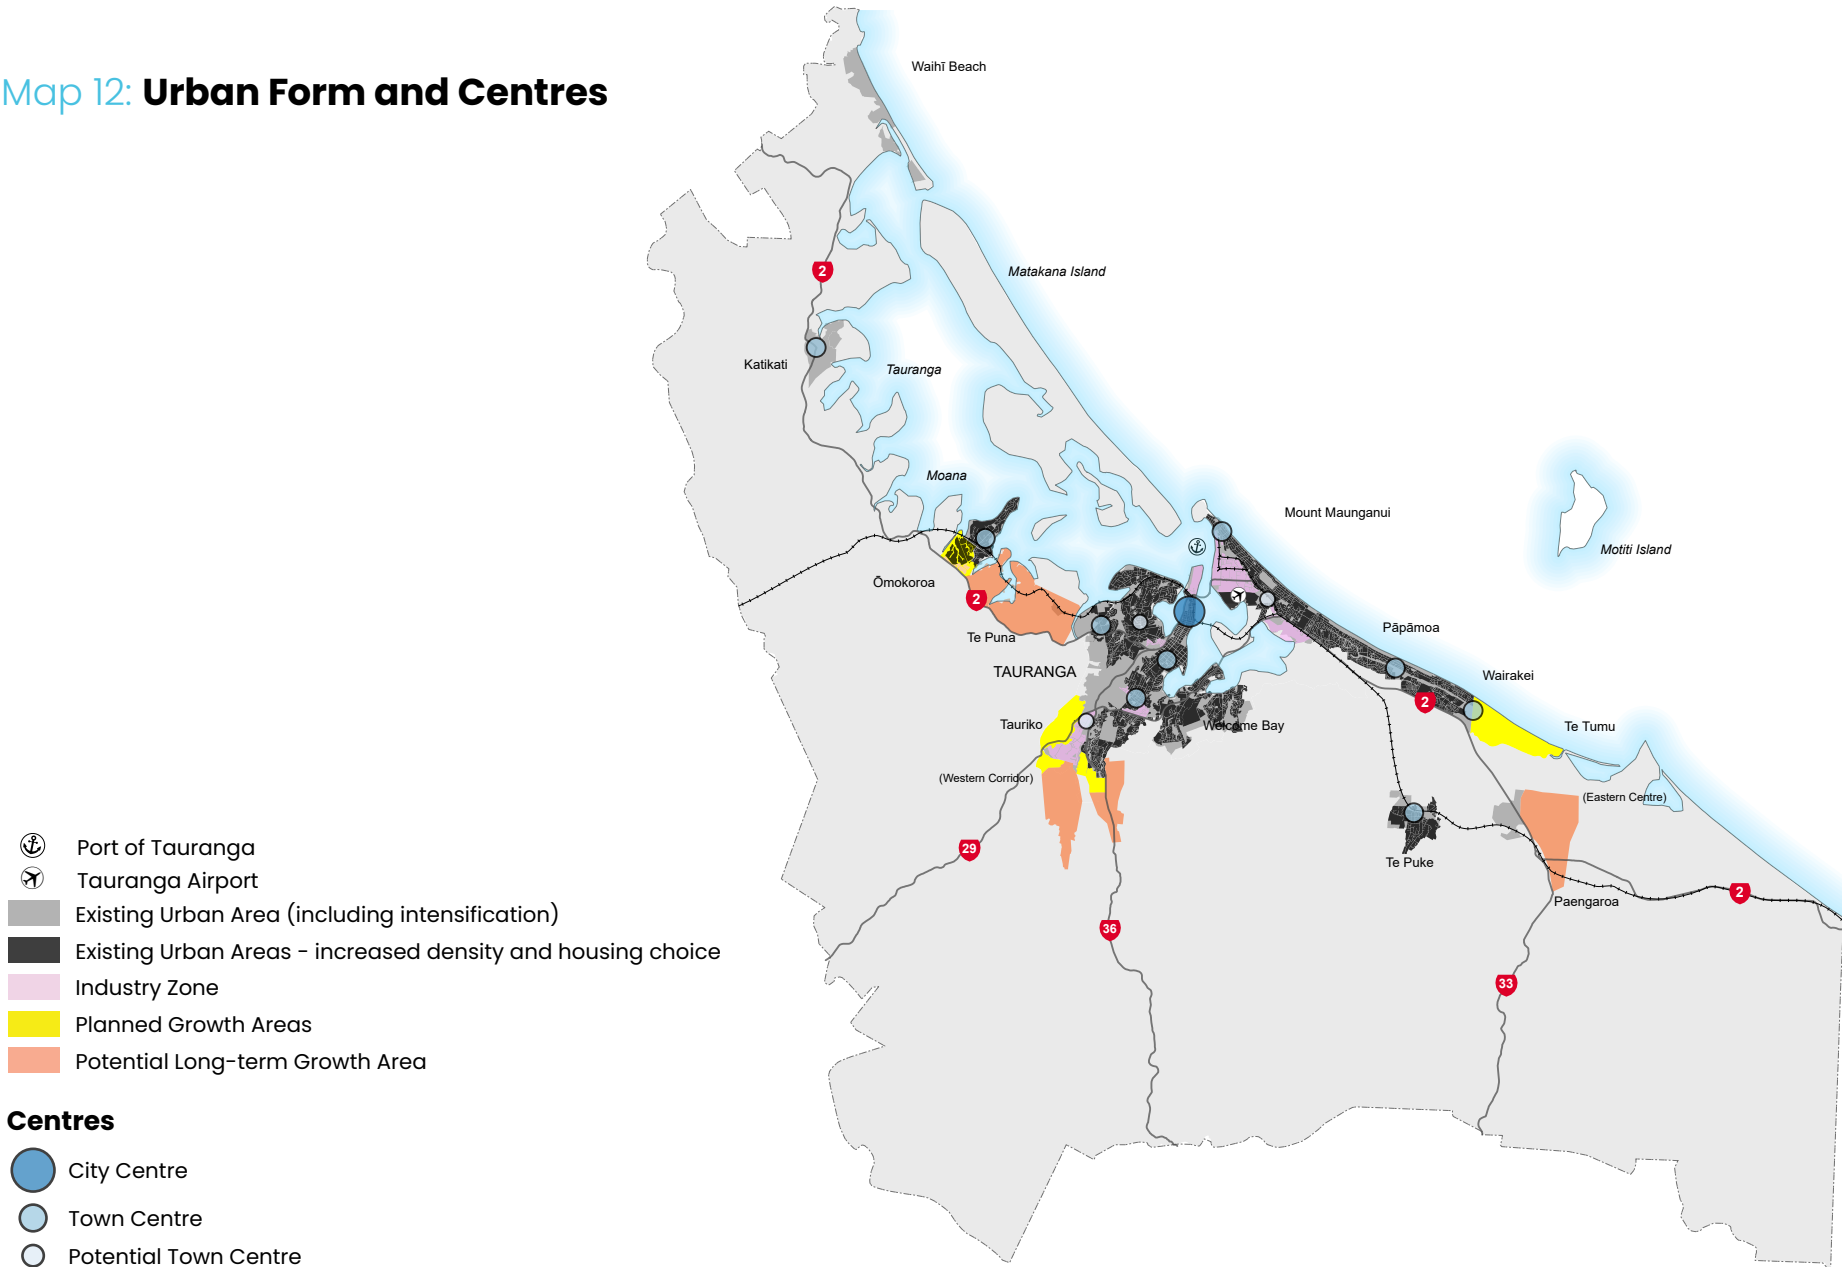 Map 12: Urban Form and Centres
Waihī Beach
Matakana Island
2
Katikati
Tauranga
Moana
Mount Maunganui
Motiti Island
Ōmokoroa
2
Te Puna
Pāpāmoa
TAURANGA
Wairakei
2
Tauriko
Welcome Bay
Te Tumu
(Western Corridor)
(Eastern Centre)
29
Te Puke
2
Paengaroa
36
33
Port of Tauranga
Tauranga Airport
Existing Urban Area (including intensification)
Existing Urban Areas - increased density and housing choice
Industry Zone
Planned Growth Areas
Potential Long-term Growth Area
Centres
City Centre
Town Centre
Potential Town Centre